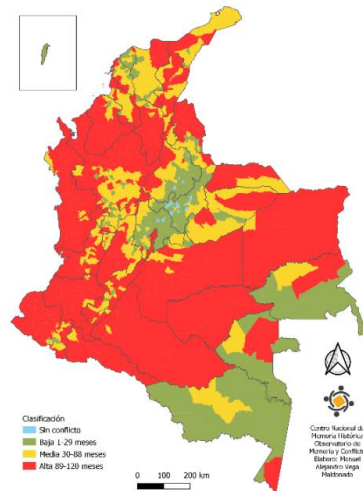 Clasificación
Sin conflicto
Baja 1-29 meses
Media 30-88 meses
Alta 89-120 meses
0 100 200 km
Centro Nacional de
Memoria Histórica
Observatorio de
Memoria y Conflicto
Elaboró: Manuel
Alejandro Vega
Maldonado